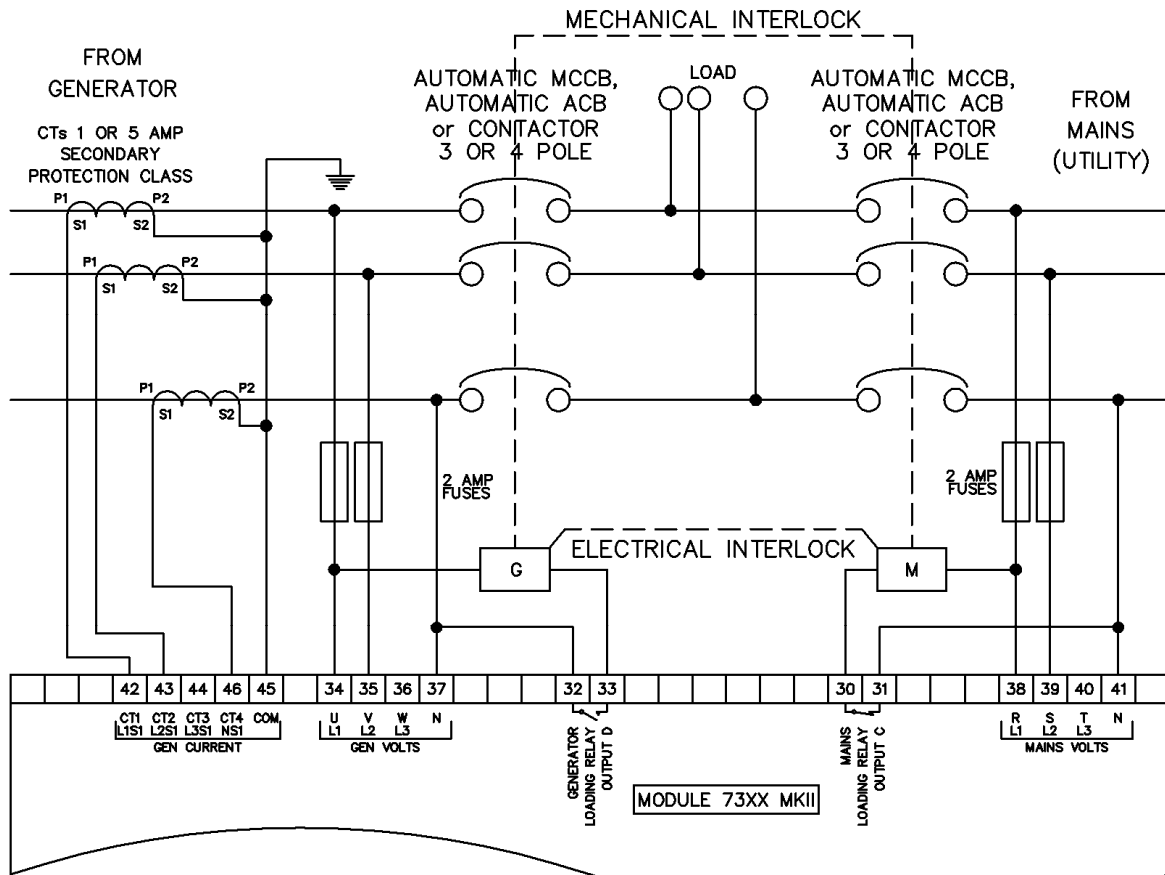 MECHANICAL INTERLOCK
FROM
GENERATOR
CTs 1 OR 5 AMP
SECONDARY
PROTECTION CLASS
AUTOMATIC MCCB,
AUTOMATIC ACB
or CONTACTOR
3 OR 4 POLE
LOAD
AUTOMATIC MCCB,
AUTOMATIC ACB
or CONTACTOR
3 OR 4 POLE
FROM
MAINS
(UTILITY)
P1 P2
S1 S2
P1 P2
S1 S2
P1 P2
S1 S2
2 AMP
FUSES
2 AMP
FUSES
ELECTRICAL INTERLOCK
G
M
42 43 44 46 45 34 35 36 37 32 33 30 31 38 39 40 41
CT1 CT2 CT3 CT4 COM
L1S1 L2S1 L3S1 NS1
GEN CURRENT
U V W N
L1 L2 L3
GEN VOLTS
GENERATOR
LOADING RELAY
OUTPUT D
MAINS
LOADING RELAY
OUTPUT C
R S T N
L1 L2 L3
MAINS VOLTS
MODULE 73XX MKII